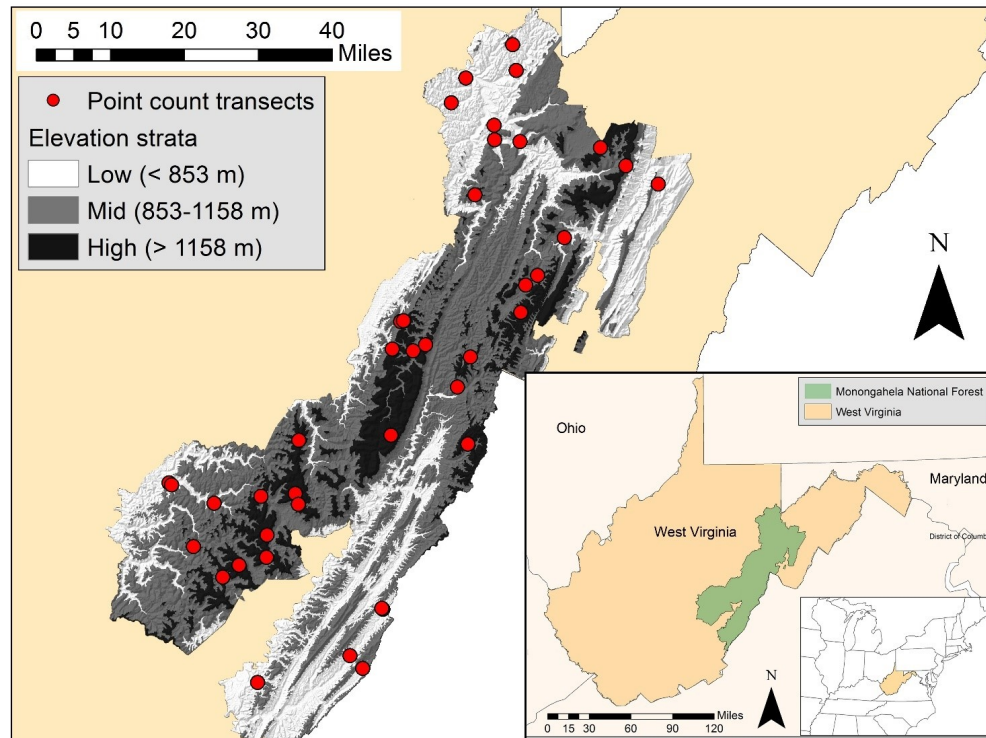 0 5 10 20 30 40
Miles
Point count transects
Elevation strata
Low (< 853 m)
Mid (853-1158 m)
High (> 1158 m)
N
Monongahela National Forest
West Virginia
Ohio
Maryland
West Virginia
District of Columb
N
Miles
0 15 30 60 90 120